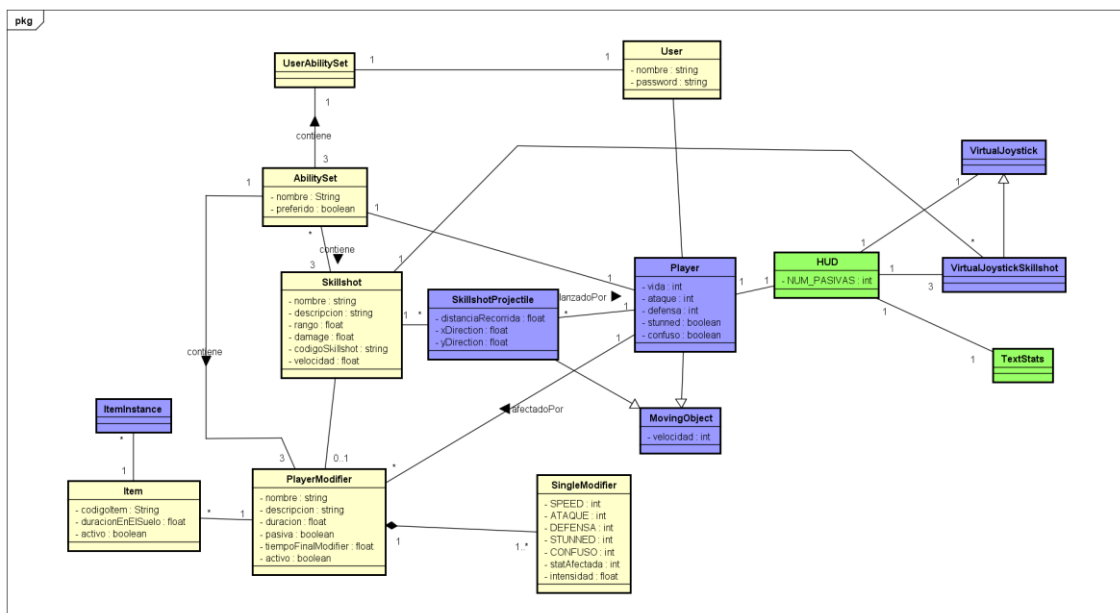 pkg
User
- nombre : string
- password : string
UserAbilitySet
1
1
1
contiene
3
AbilitySet
- nombre : String
- preferido : boolean
1
1
*
contiene
3
Skillshot
- nombre : string
- descripcion : string
- rango : float
- damage : float
- codigoSkillshot : string
- velocidad : float
1
1
*
SkillshotProjectile
- distanciaRecorrida : float
- xDirection : float
- yDirection : float
*
lanzadoPor
1
1
1
Player
- vida : int
- ataque : int
- defensa : int
- stunned : boolean
- confuso : boolean
1
1
HUD
- NUM_PASIVAS : int
1
1
1
1
3
*
VirtualJoystick
VirtualJoystickSkillshot
1
TextStats
MovingObject
- velocidad : int
afectadoPor
*
contiene
3
0..1
ItemInstance
*
1
Item
- codigoItem : String
- duracionEnElSuelo : float
- activo : boolean
*
1
PlayerModifier
- nombre : string
- descripcion : string
- duracion : float
- pasiva : boolean
- tiempoFinalModifier : float
- activo : boolean
1
1..*
SingleModifier
- SPEED : int
- ATAQUE : int
- DEFENSA : int
- STUNNED : int
- CONFUSO : int
- statAfectada : int
- intensidad : float